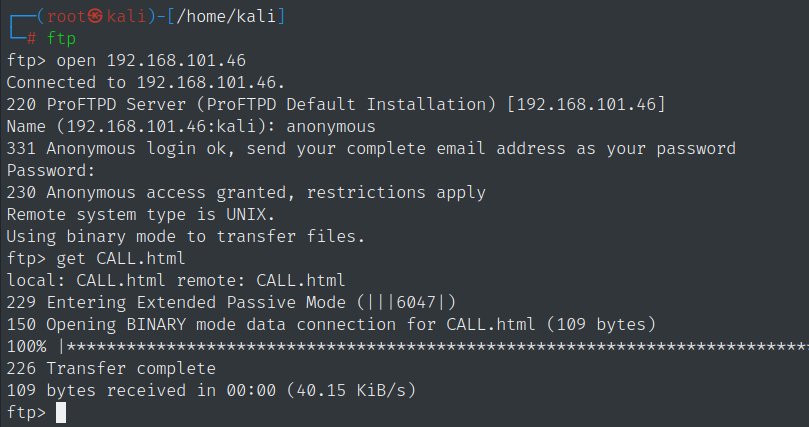 ┌──(root㉿kali)-[/home/kali]
└─# ftp
ftp> open 192.168.101.46
Connected to 192.168.101.46.
220 ProFTPD Server (ProFTPD Default Installation) [192.168.101.46]
Name (192.168.101.46:kali): anonymous
331 Anonymous login ok, send your complete email address as your password
Password:
230 Anonymous access granted, restrictions apply
Remote system type is UNIX.
Using binary mode to transfer files.
ftp> get CALL.html
local: CALL.html remote: CALL.html
229 Entering Extended Passive Mode (|||6047|)
150 Opening BINARY mode data connection for CALL.html (109 bytes)
100% |***************************************************************************
226 Transfer complete
109 bytes received in 00:00 (40.15 KiB/s)
ftp>